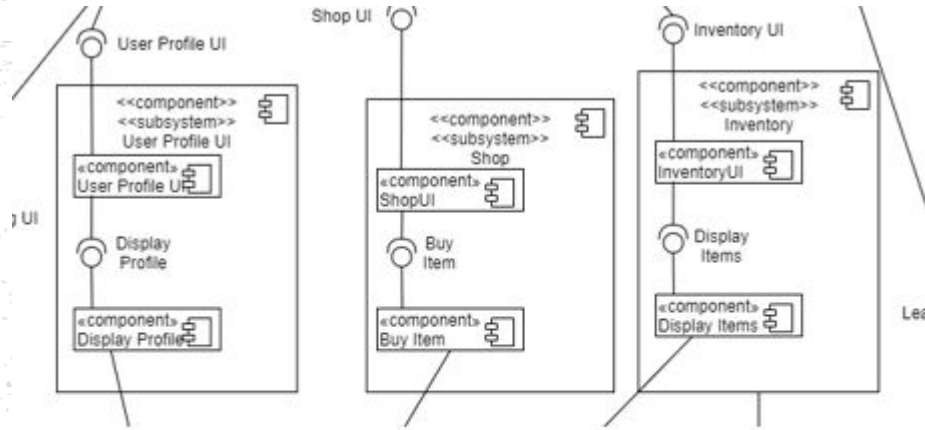 User Profile UI
<<component>>
<<subsystem>>
User Profile UI
«component»
User Profile UI
Display
Profile
«component»
Display Profile
g UI
Shop UI
<<component>>
<<subsystem>>
Shop
«component»
ShopUI
Buy
Item
«component»
Buy Item
Inventory UI
<<component>>
<<subsystem>>
Inventory
«component»
InventoryUI
Display
Items
«component»
Display Items
Lea